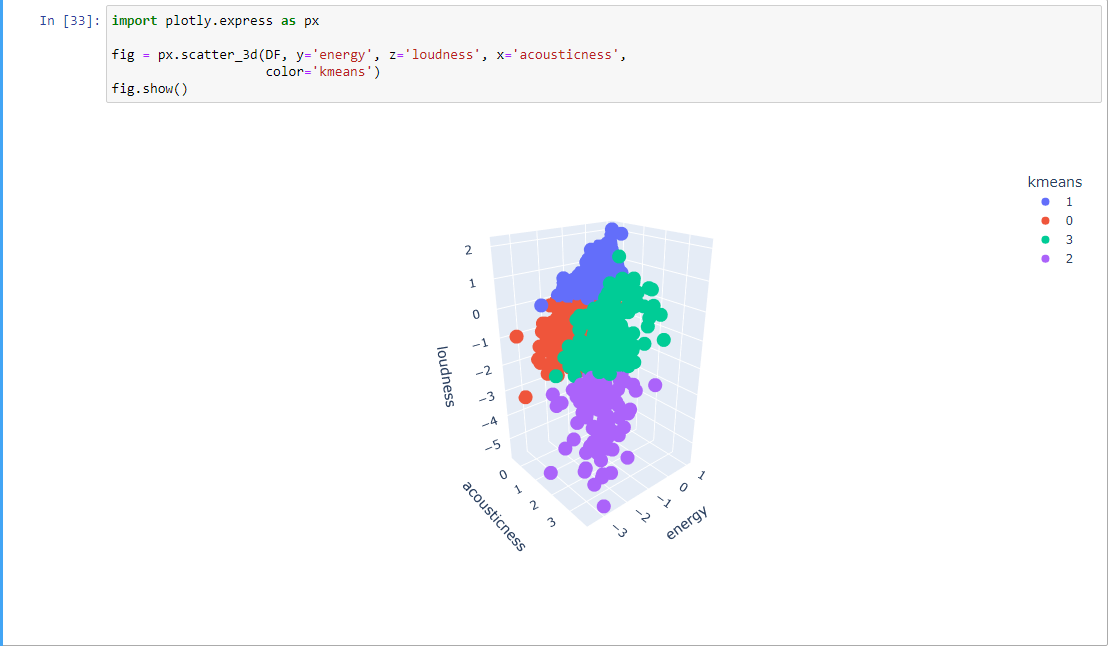 In [33]:
import plotly.express as px
fig = px.scatter_3d(DF, y='energy', z='loudness', x='acousticness',
color='kmeans')
fig.show()
kmeans
1
0
3
2
2
1
0
−1
−2
−3
−4
−5
loudness
0
1
2
3
acousticness
1
0
−1
−2
−3
energy